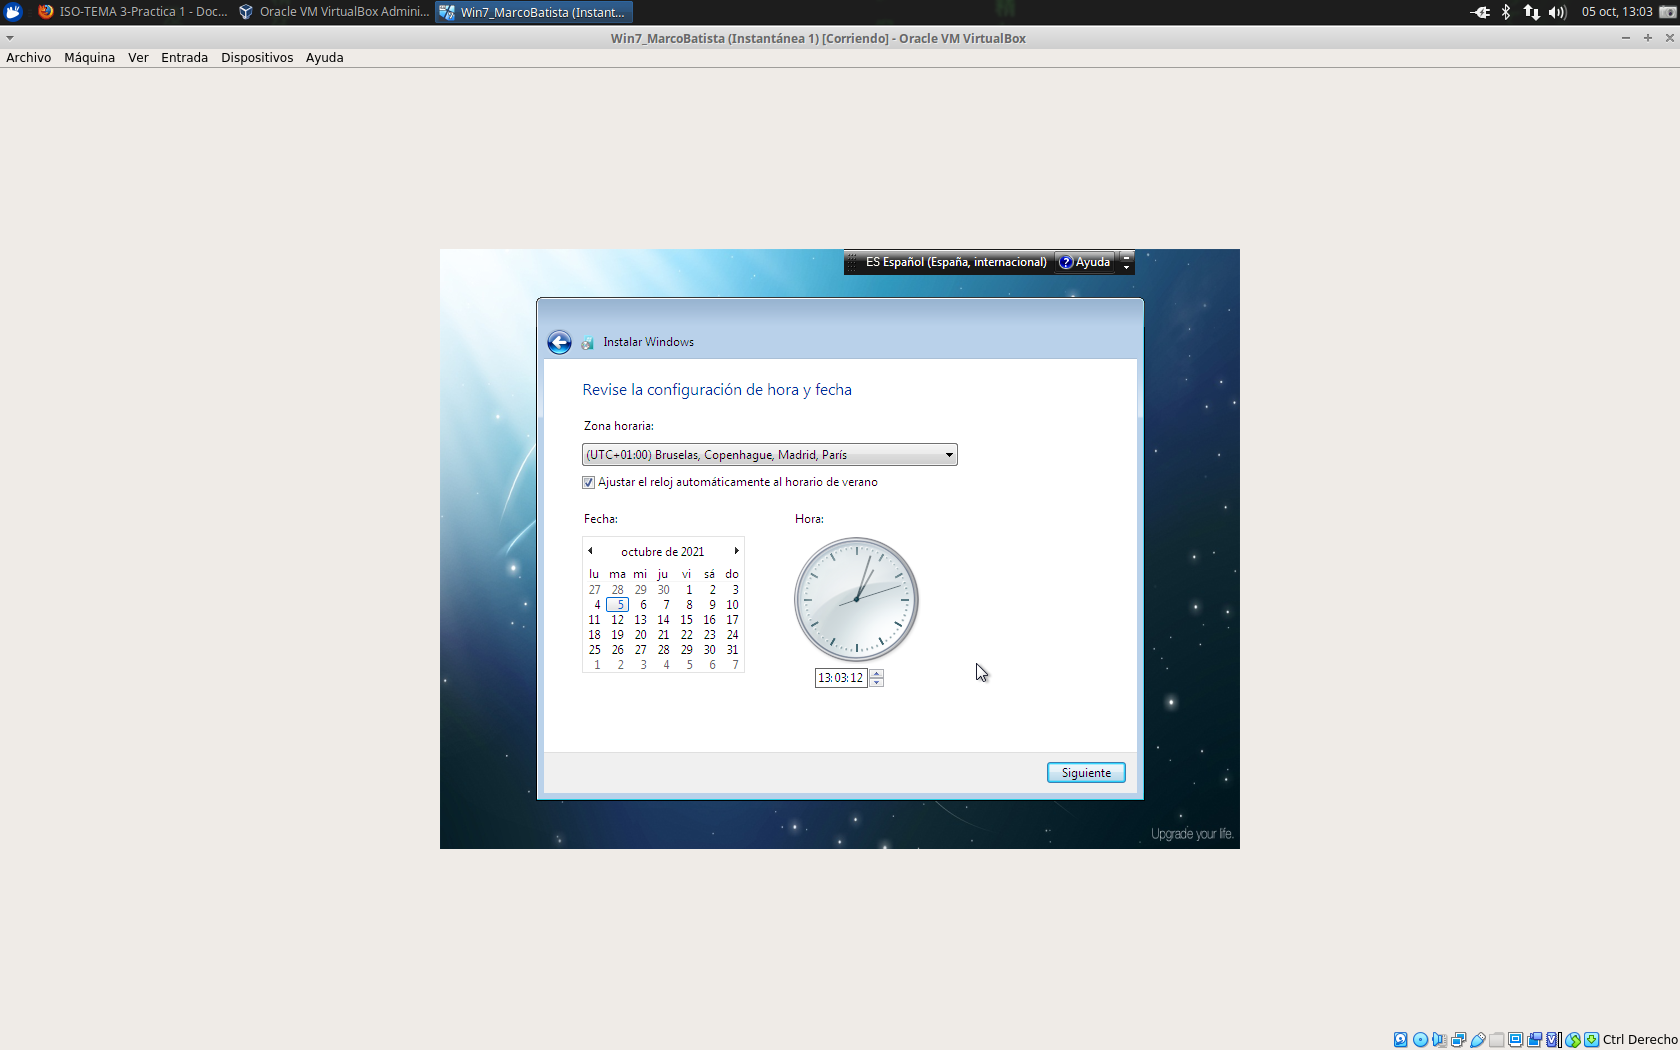 ISO-TEMA 3-Practica 1 - Doc... Oracle VM VirtualBox Admini... Win7_MarcoBatista (Instant... 05 oct, 13:03
Win7_MarcoBatista (Instantánea 1) [Corriendo] - Oracle VM VirtualBox
Archivo Máquina Ver Entrada Dispositivos Ayuda
ES Español (España, internacional) ? Ayuda
Instalar Windows
Revise la configuración de hora y fecha
Zona horaria:
(UTC+01:00) Bruselas, Copenhague, Madrid, París
Ajustar el reloj automáticamente al horario de verano
Fecha: Hora:
octubre de 2021
lu ma mi ju vi sá do
27 28 29 30 1 2 3
4 5 6 7 8 9 10
11 12 13 14 15 16 17
18 19 20 21 22 23 24
25 26 27 28 29 30 31
1 2 3 4 5 6 7
13:03:12
Siguiente
Upgrade your life.
Ctrl Derecho